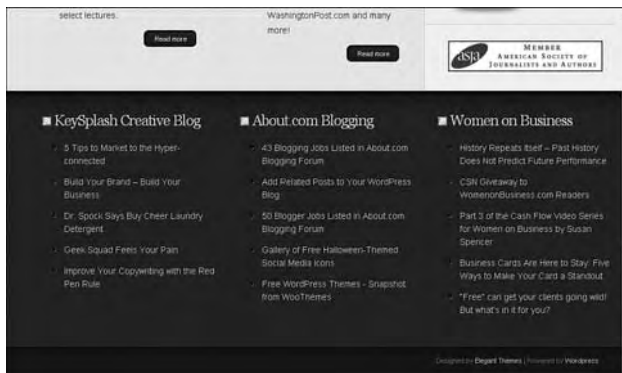 select lectures.
Read more
WashingtonPost.com and many
more!
Read more
asja
MEMBER
AMERICAN SOCIETY OF
JOURNALISTS AND AUTHORS
KeySplash Creative Blog
5 Tips to Market to the Hyper-
connected
Build Your Brand – Build Your
Business
Dr. Spock Says Buy Cheer Laundry
Detergent
Geek Squad Feels Your Pain
Improve Your Copywriting with the Red
Pen Rule
About.com Blogging
43 Blogging Jobs Listed in About.com
Blogging Forum
Add Related Posts to Your WordPress
Blog
50 Blogger Jobs Listed in About.com
Blogging Forum
Gallery of Free Halloween-Themed
Social Media Icons
Free WordPress Themes - Snapshot
from WooThemes
Women on Business
History Repeats Itself – Past History
Does Not Predict Future Performance
CSN Giveaway to
WomenonBusiness.com Readers
Part 3 of the Cash Flow Video Series
for Women on Business by Susan
Spencer
Business Cards Are Here to Stay: Five
Ways to Make Your Card a Standout
"Free" can get your clients going wild!
But what's in it for you?
Designed by Elegant Themes | Powered by Wordpress